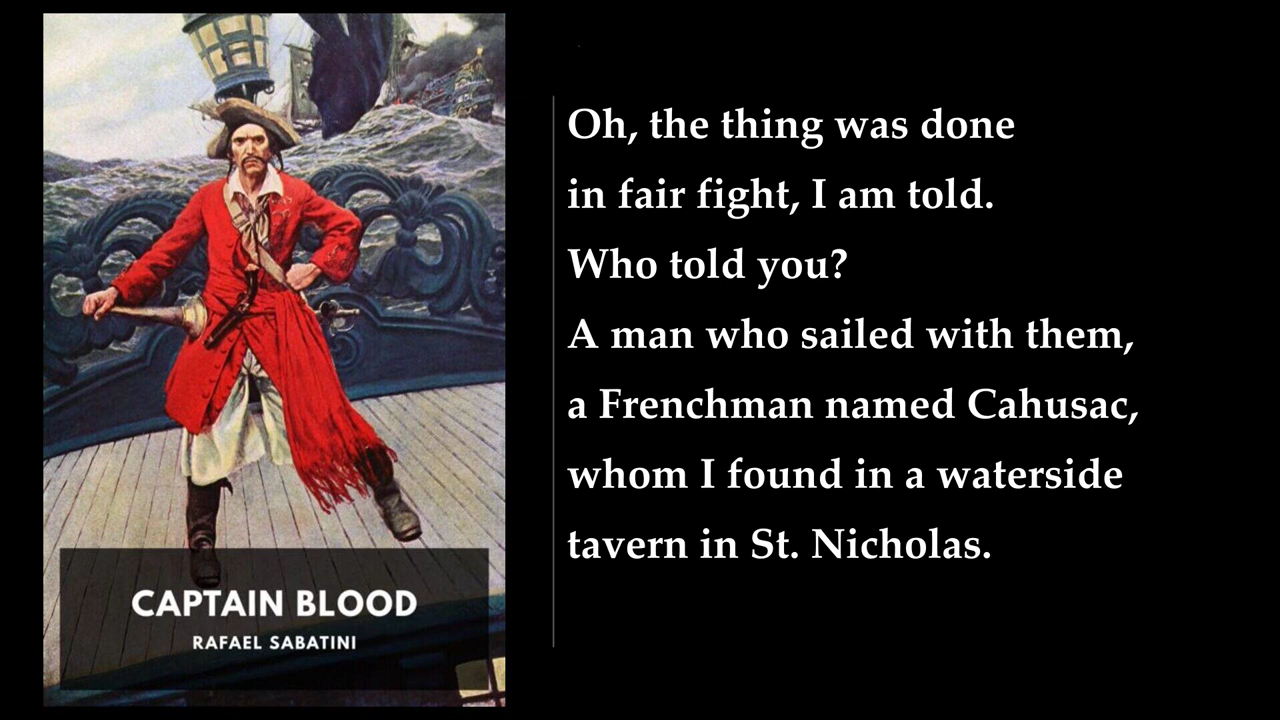 CAPTAIN BLOOD
RAFAEL SABATINI
Oh, the thing was done
in fair fight, I am told.
Who told you?
A man who sailed with them,
a Frenchman named Cahusac,
whom I found in a waterside
tavern in St. Nicholas.